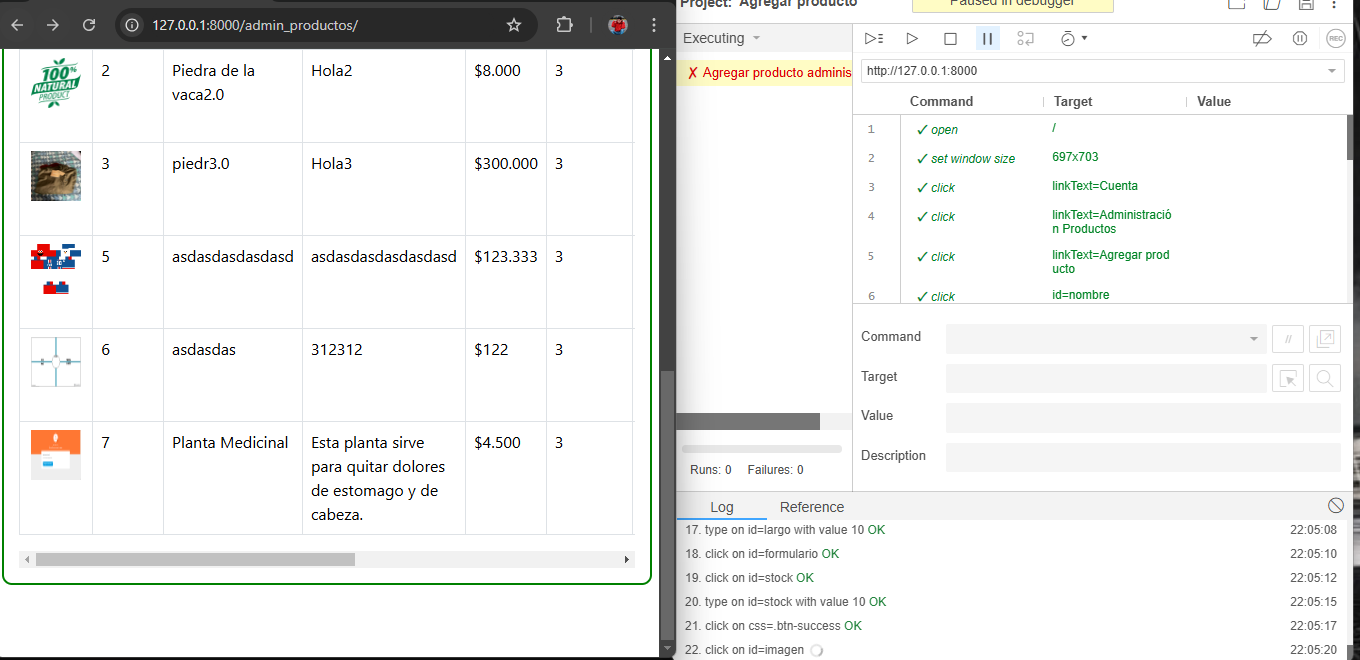 127.0.0.1:8000/admin_productos/
100%
NATURAL
PRODUCT
2
Piedra de la
vaca2.0
Hola2
$8.000
3
3
piedr3.0
Hola3
$300.000
3
5
asdasdasdasdasd
asdasdasdasdasdasd
$123.333
3
6
asdasdas
312312
$122
3
7
Planta Medicinal
Esta planta sirve
para quitar dolores
de estomago y de
cabeza.
$4.500
3
Project: Agregar producto
Paused in debugger
Executing
Agregar producto adminis
REC
http://127.0.0.1:8000
Command Target Value
1 open /
2 set window size 697x703
3 click linkText=Cuenta
4 click linkText=Administració
n Productos
5 click linkText=Agregar prod
ucto
6 click id=nombre
Command
//
Target
Value
Description
Runs: 0 Failures: 0
Log Reference
17. type on id=largo with value 10 OK 22:05:08
18. click on id=formulario OK 22:05:10
19. click on id=stock OK 22:05:12
20. type on id=stock with value 10 OK 22:05:15
21. click on css=.btn-success OK 22:05:17
22. click on id=imagen 22:05:20